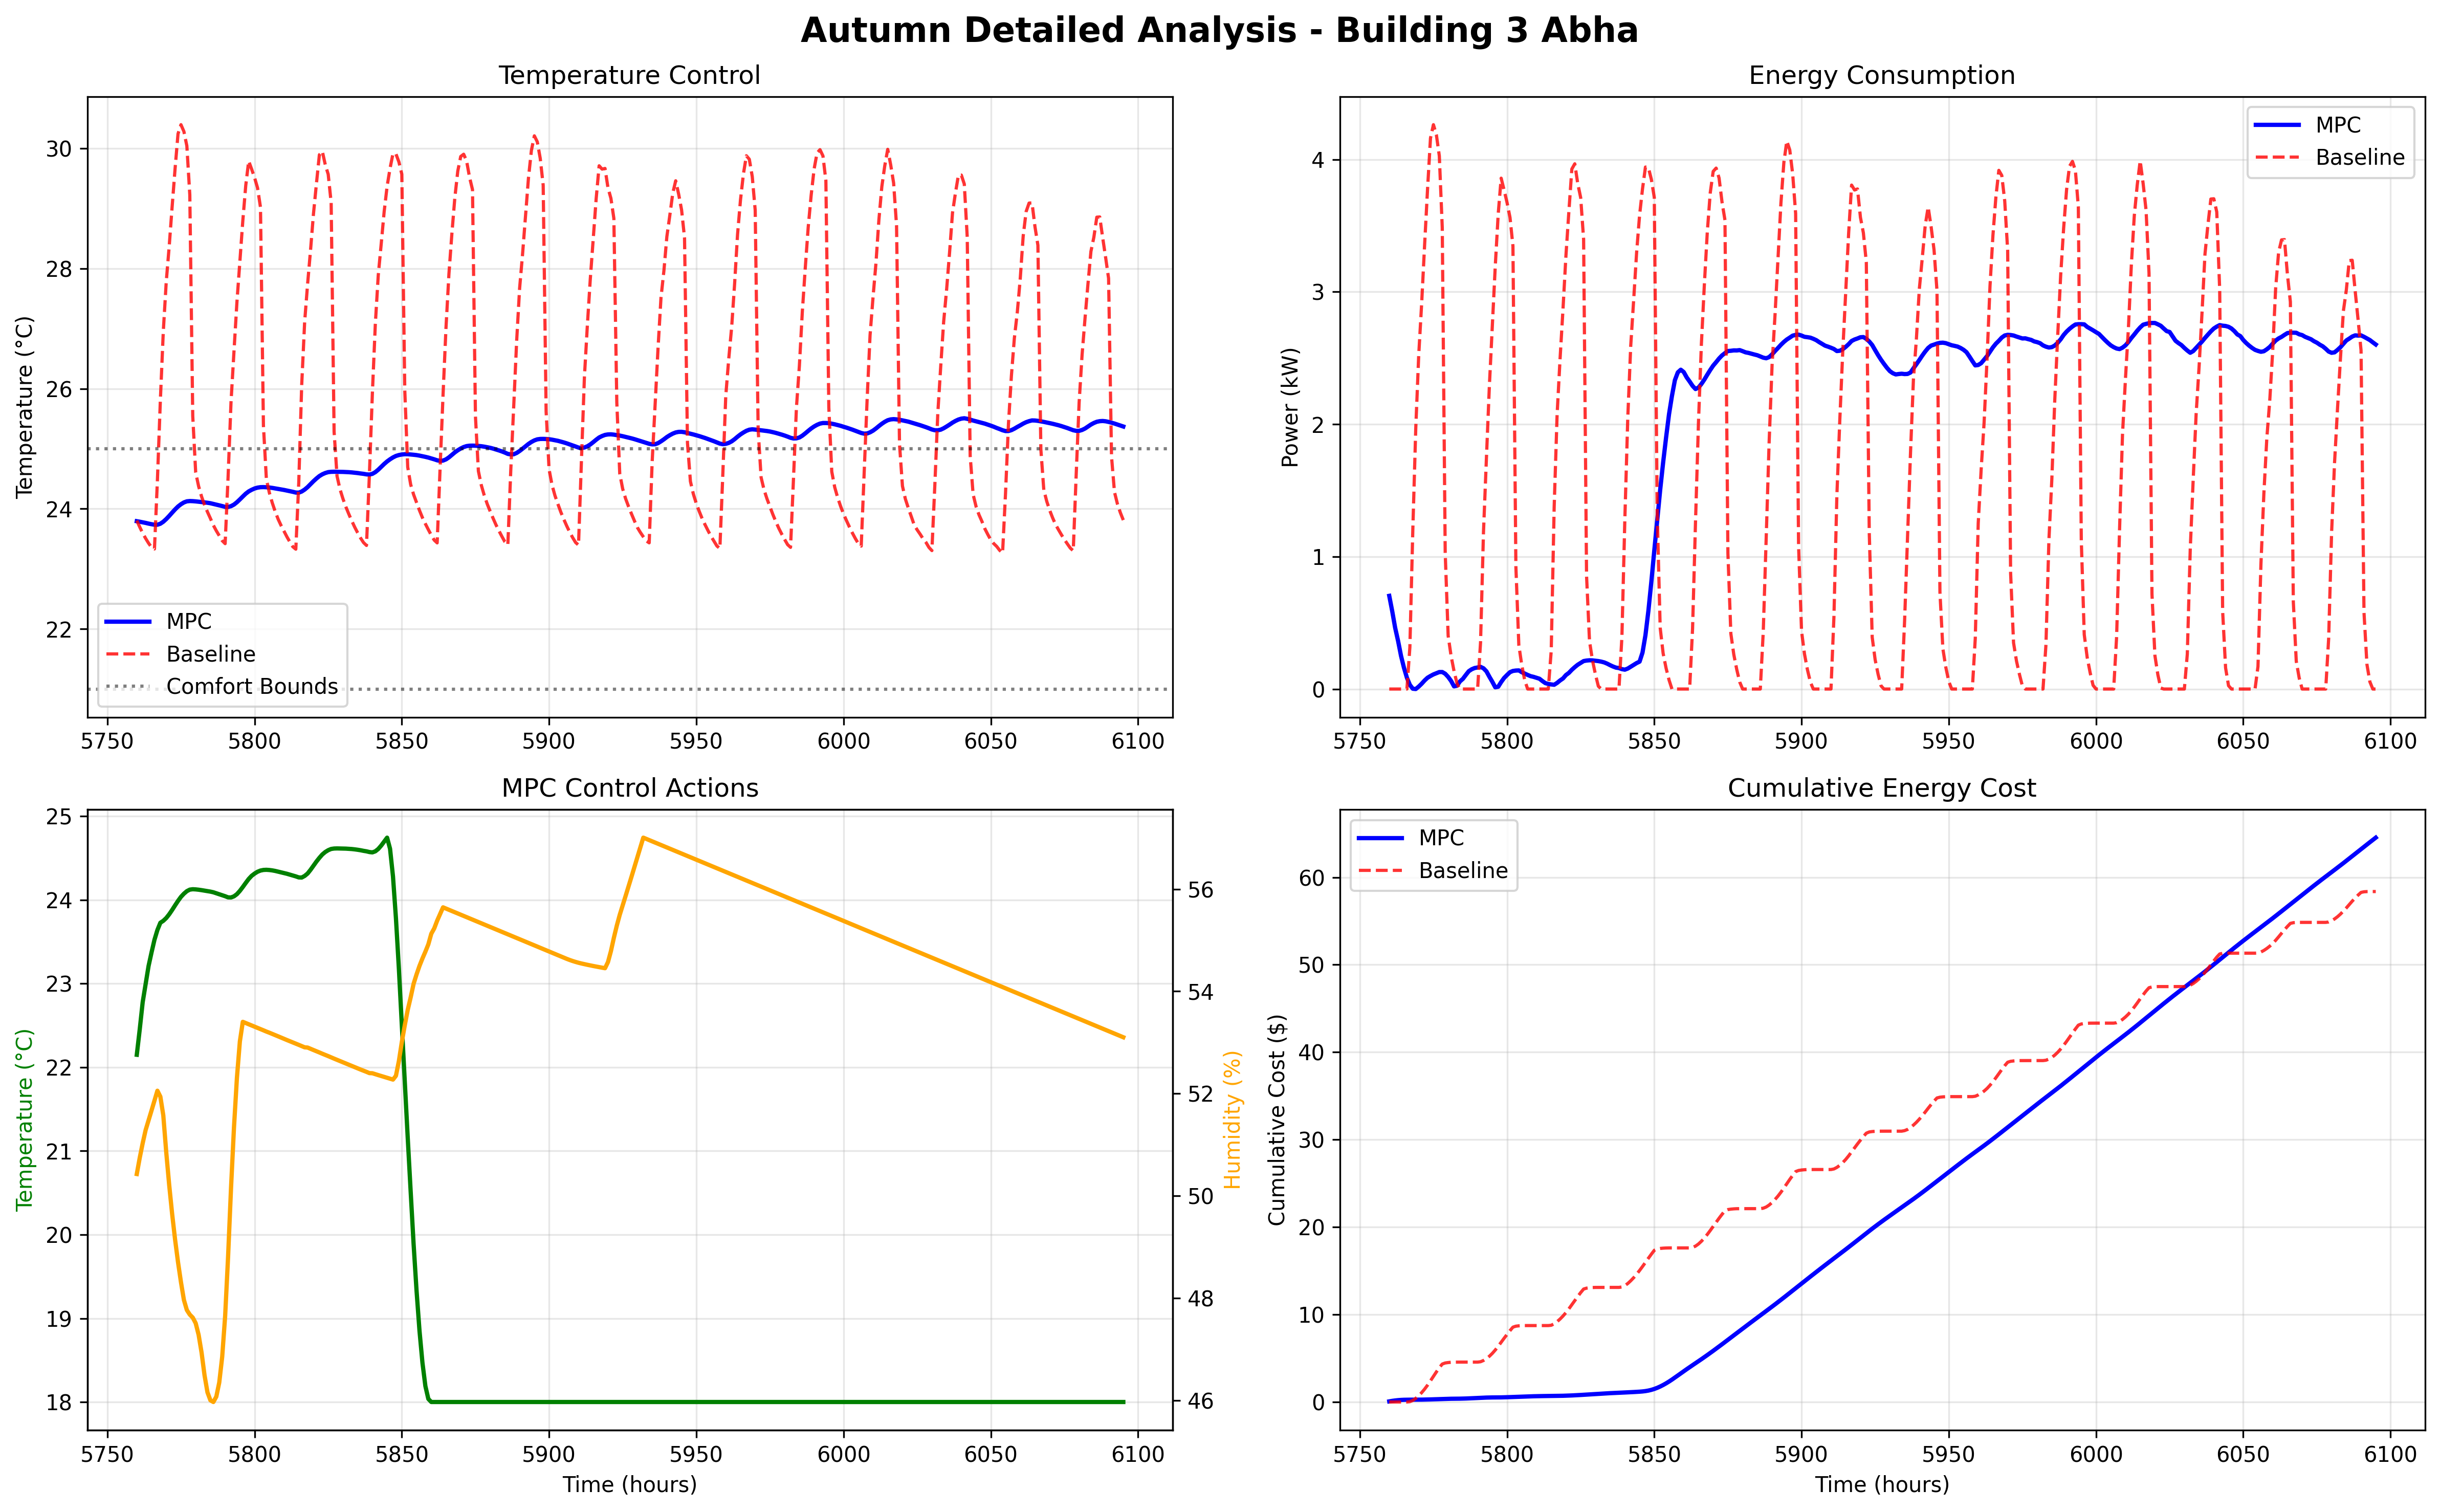 Autumn Detailed Analysis - Building 3 Abha
Temperature Control
Temperature (°C)
30
28
26
24
22
5750 5800 5850 5900 5950 6000 6050 6100
MPC
Baseline
Comfort Bounds
Energy Consumption
Power (kW)
4
3
2
1
0
5750 5800 5850 5900 5950 6000 6050 6100
MPC
Baseline
MPC Control Actions
Temperature (°C)
25
24
23
22
21
20
19
18
56
54
52
50
48
46
Humidity (%)
5750 5800 5850 5900 5950 6000 6050 6100
Time (hours)
Cumulative Energy Cost
Cumulative Cost ($)
60
50
40
30
20
10
0
5750 5800 5850 5900 5950 6000 6050 6100
Time (hours)
MPC
Baseline